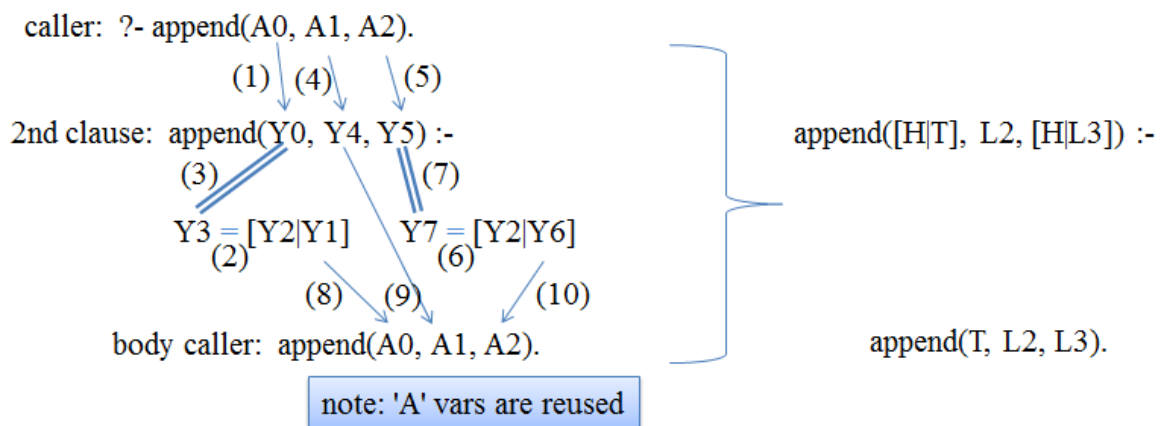 caller: ?- append(A0, A1, A2).
(1) (4) (5)
2nd clause: append(Y0, Y4, Y5) :-
append([H|T], L2, [H|L3]) :-
(3) (7)
Y3 = [Y2|Y1] Y7 = [Y2|Y6]
(2) (6)
(8) (9) (10)
body caller: append(A0, A1, A2).
append(T, L2, L3).
note: 'A' vars are reused